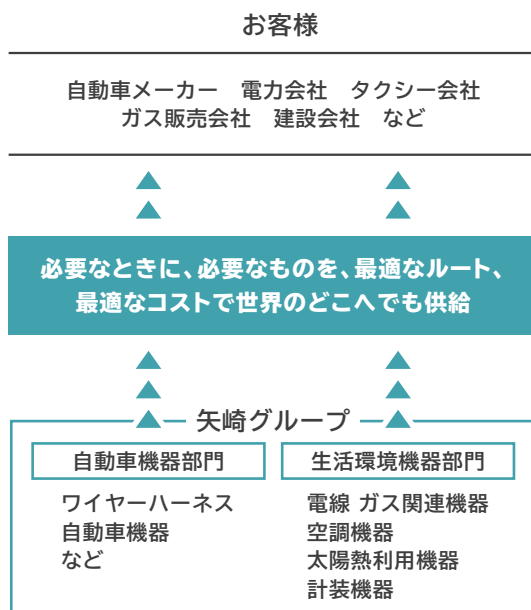 お客様
自動車メーカー　電力会社　タクシー会社
ガス販売会社　建設会社　など
必要なときに、必要なものを、最適なルート、
最適なコストで世界のどこへでも供給
矢崎グループ
自動車機器部門
ワイヤーハーネス
自動車機器
など
生活環境機器部門
電線 ガス関連機器
空調機器
太陽熱利用機器
計装機器